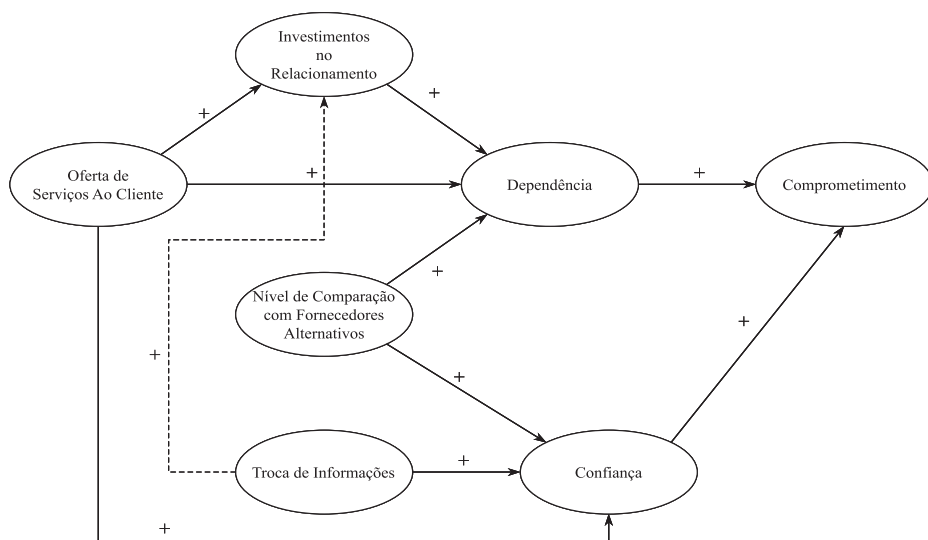 Investimentos
no
Relacionamento
+
+
Oferta de
Serviços Ao Cliente
+
Dependência
+
Comprometimento
+
Nível de Comparação
com Fornecedores
Alternativos
+
+
+
Troca de Informações
+
Confiança
+